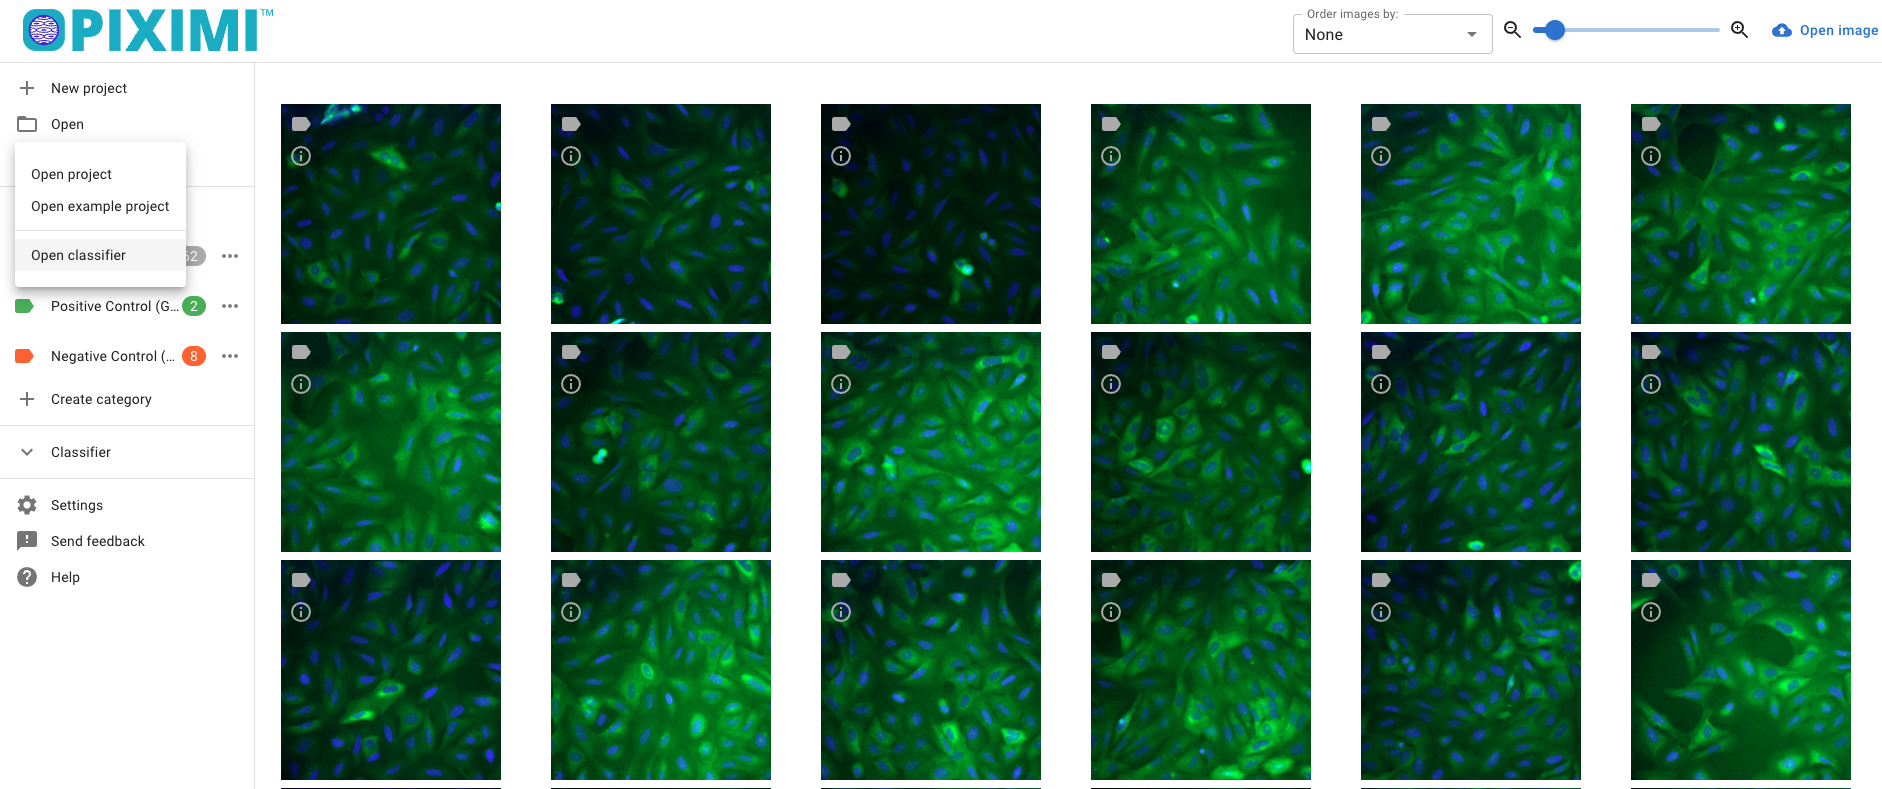 PIXIMI™
Order images by:
None
Open image
New project
Open
Open project
Open example project
Open classifier
62
Positive Control (G... 2
Negative Control (... 8
Create category
Classifier
Settings
Send feedback
Help